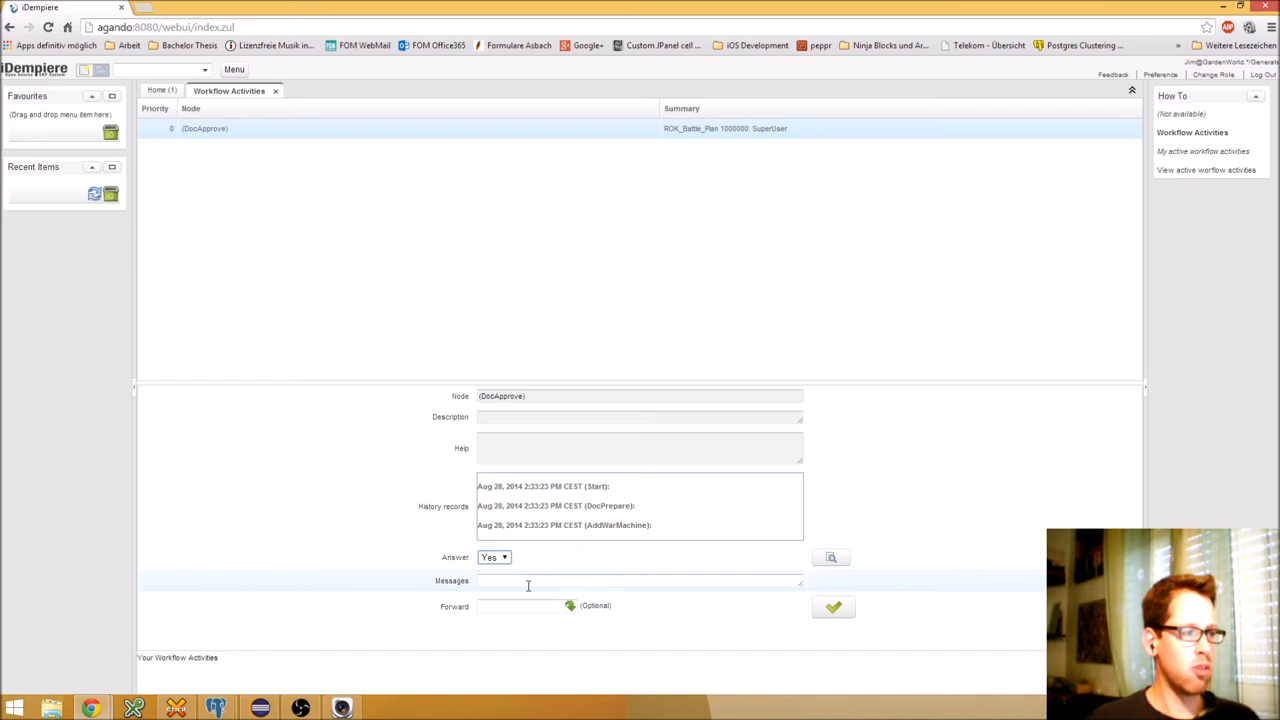 iDempiere
agando:8080/webui/index.zul
Apps definitiv möglich
Arbeit
Bachelor Thesis
Lizenzfreie Musik in...
FOM WebMail
FOM Office365
Formulare Asbach
Google+
Custom JPanel cell ...
iOS Development
peppr
Ninja Blocks und Ar...
Telekom - Übersicht
Postgres Clustering ...
»
Weitere Lesezeichen
iDempiere
Menu
Jim@GardenWorld.*/Generals
Feedback
Preference
Change Role
Log Out
Favourites
(Drag and drop menu item here)
Recent Items
Home (1)
Workflow Activities
Priority
Node
Summary
0
(DocApprove)
ROK_Battle_Plan 1000000: SuperUser
How To
(Not available)
Workflow Activities
My active workflow activities
View active worflow activities
Node
(DocApprove)
Description
Help
History records
Aug 28, 2014 2:33:23 PM CEST (Start):
Aug 28, 2014 2:33:23 PM CEST (DocPrepare):
Aug 28, 2014 2:33:23 PM CEST (AddWarMachine):
Answer
Yes
Messages
Forward
(Optional)
Your Workflow Activities